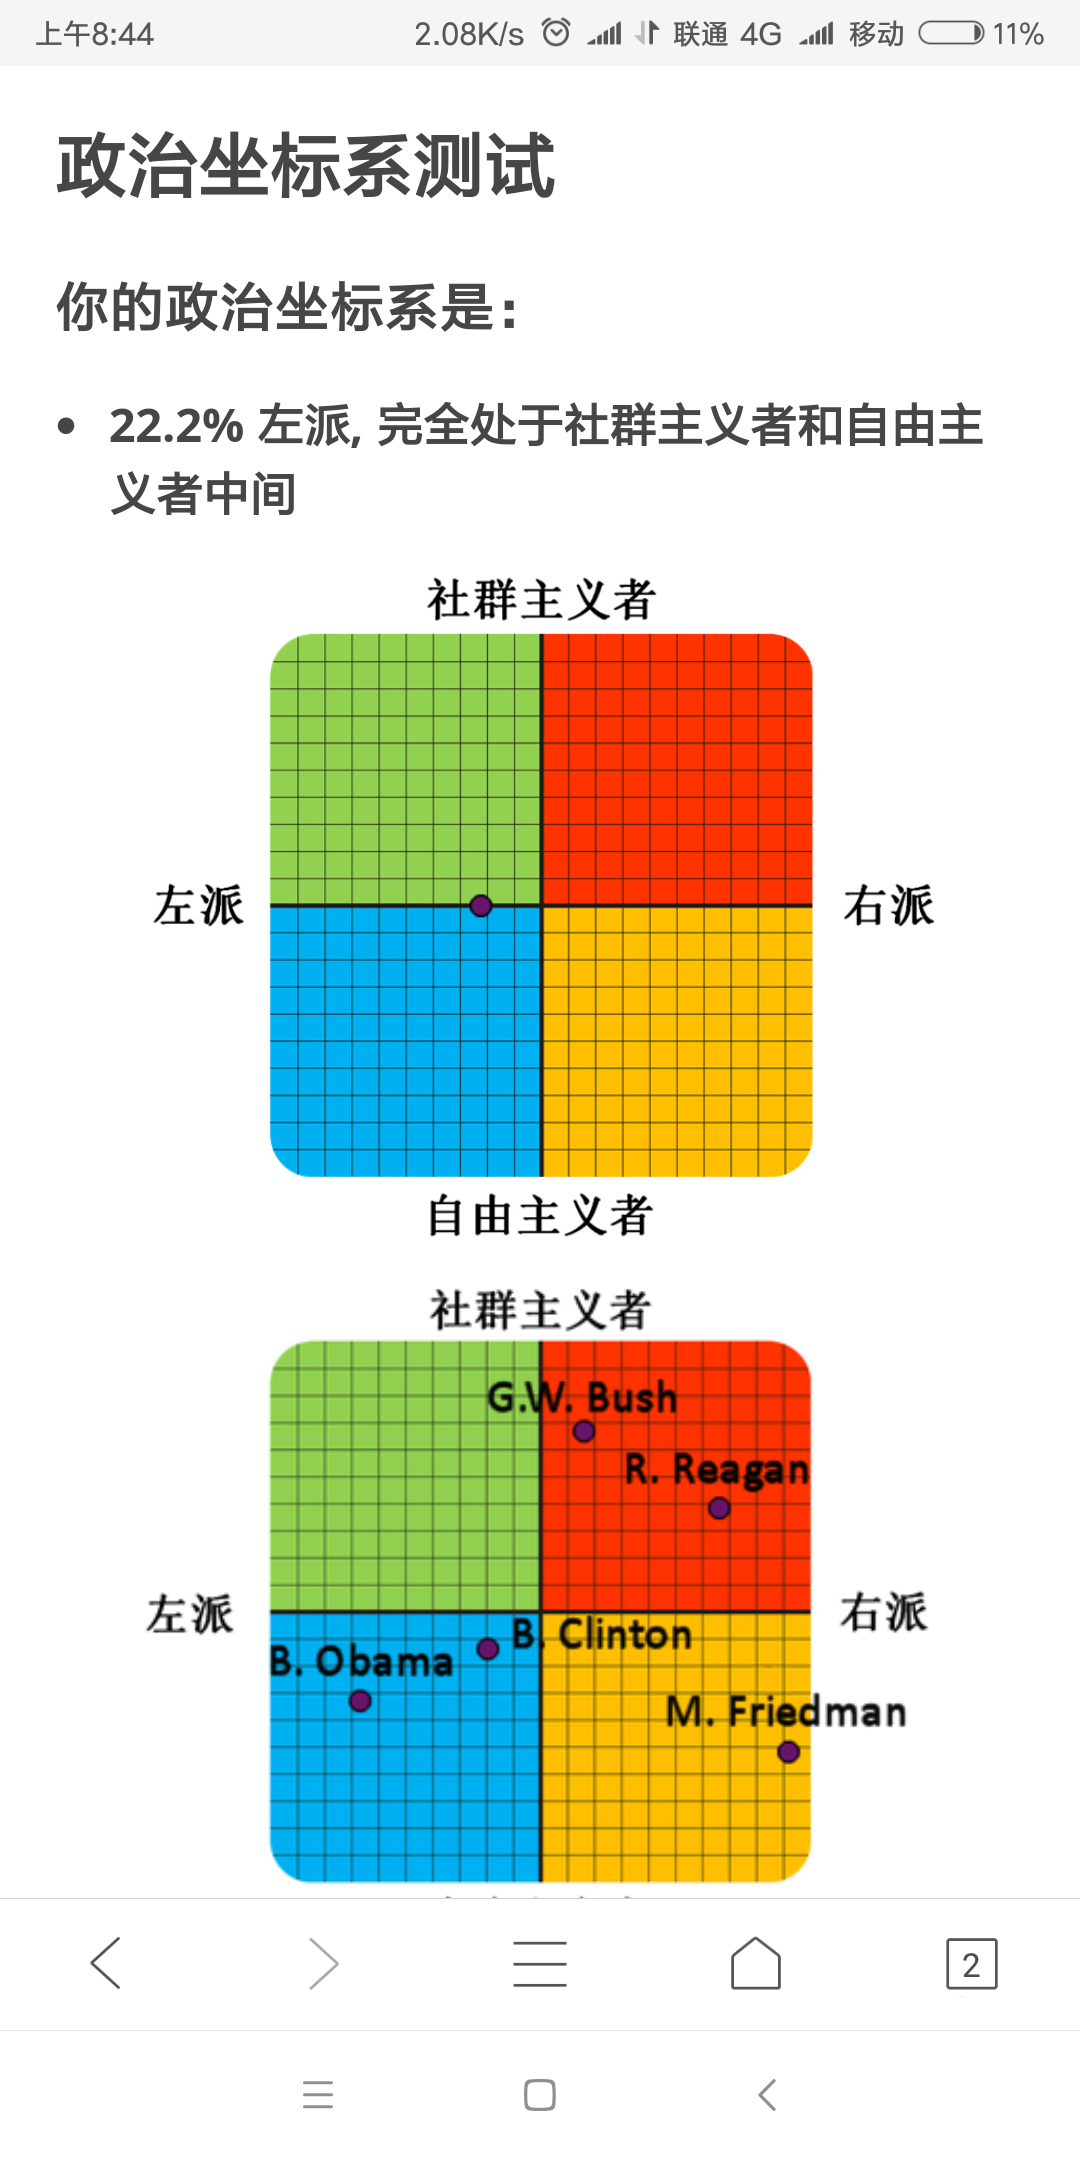 上午8:44 2.08K/s 联通 4G 移动 11%
政治坐标系测试
你的政治坐标系是：
• 22.2% 左派, 完全处于社群主义者和自由主
义者中间
社群主义者
左派 右派
自由主义者
社群主义者
G.W. Bush
R. Reagan
左派 右派
B. Clinton
B. Obama
M. Friedman
2